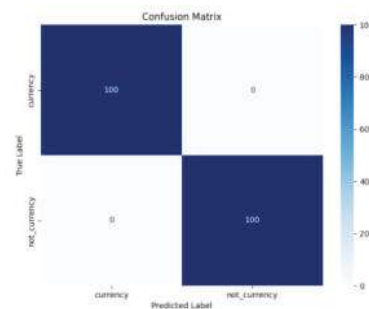 Confusion Matrix
True Label
currency
not_currency
100
0
0
100
currency
not_currency
Predicted Label
80
60
40
20
0